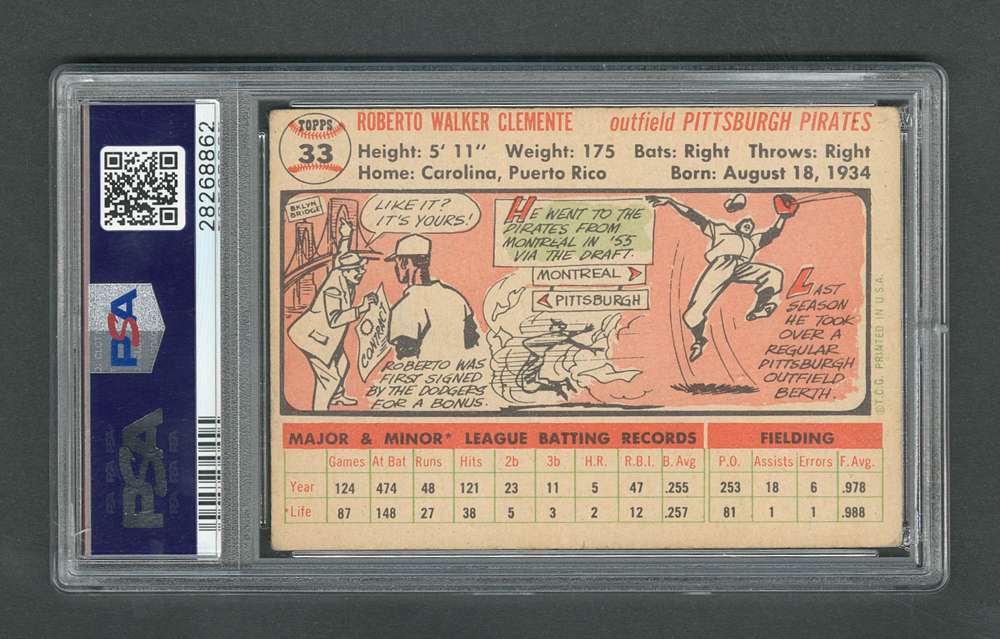 28268862
PSA
PSA
TOPPS
33
ROBERTO WALKER CLEMENTE outfield PITTSBURGH PIRATES
Height: 5' 11" Weight: 175 Bats: Right Throws: Right
Home: Carolina, Puerto Rico Born: August 18, 1934
BKLYN
BRIDGE
LIKE IT?
IT'S YOURS!
CONTRACT
ROBERTO WAS
FIRST SIGNED
BY THE DODGERS
FOR A BONUS.
HE WENT TO THE
PIRATES FROM
MONTREAL IN '55
VIA THE DRAFT.
MONTREAL
PITTSBURGH
LAST
SEASON
HE TOOK
OVER A
REGULAR
PITTSBURGH
OUTFIELD
BERTH.
©T.C.G. PRINTED IN U.S.A.
MAJOR & MINOR* LEAGUE BATTING RECORDS FIELDING
Games At Bat Runs Hits 2b 3b H.R. R.B.I. B. Avg P.O. Assists Errors F. Avg.
Year 124 474 48 121 23 11 5 47 .255 253 18 6 .978
*Life 87 148 27 38 5 3 2 12 .257 81 1 1 .988